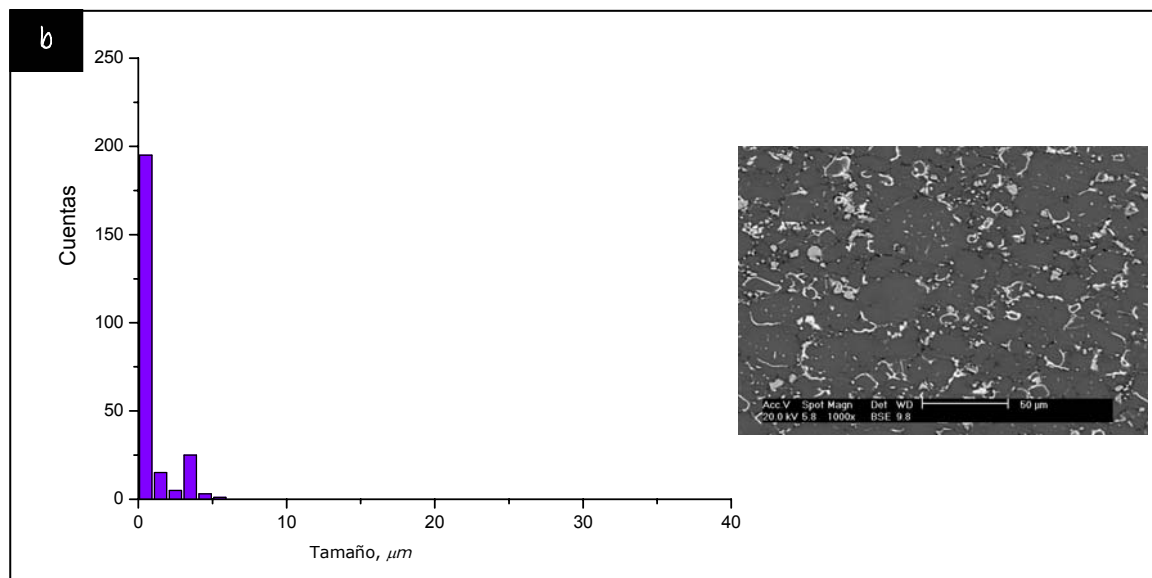 b
250
200
150
100
50
0
Cuentas
0 10 20 30 40
Tamaño, μm
Acc.V Spot Magn Det WD 50 µm
20.0 kV 5.8 1000x BSE 9.8